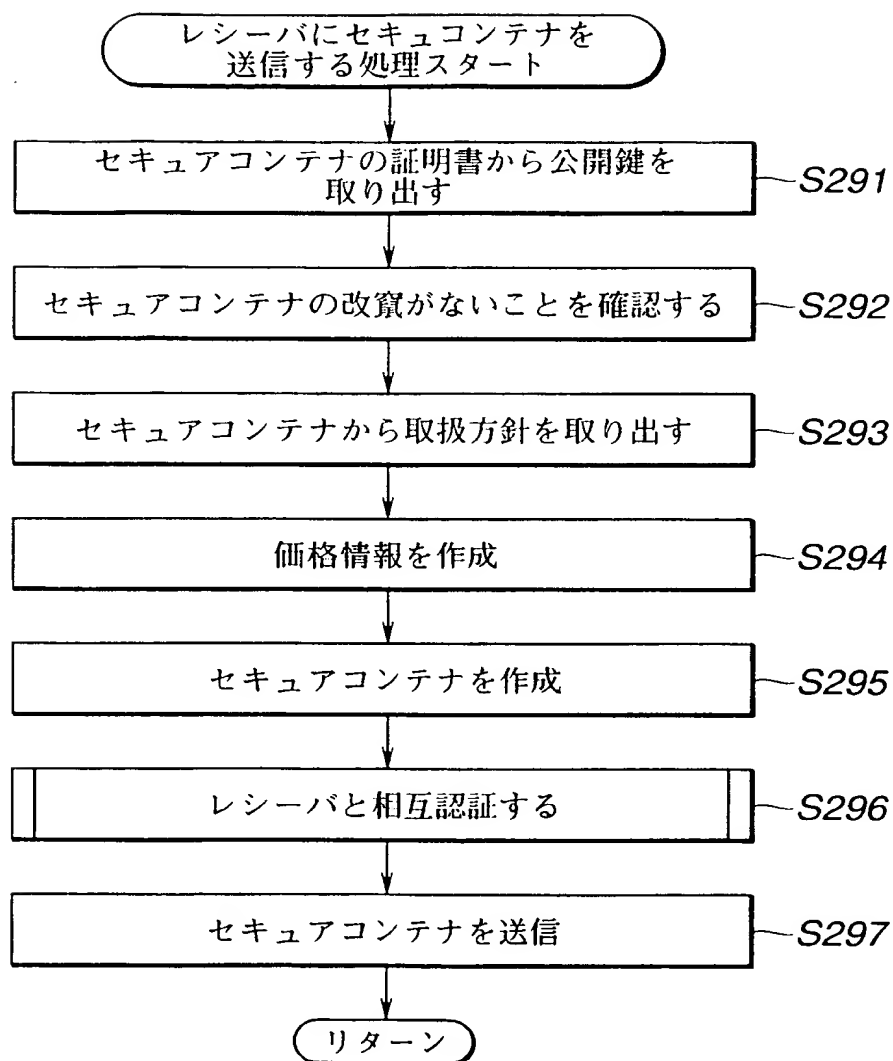 レシーバにセキュコンテナを
送信する処理スタート
セキュアコンテナの証明書から公開鍵を
取り出す
S291
セキュアコンテナの改竄がないことを確認する
S292
セキュアコンテナから取扱方針を取り出す
S293
価格情報を作成
S294
セキュアコンテナを作成
S295
レシーバと相互認証する
S296
セキュアコンテナを送信
S297
リターン